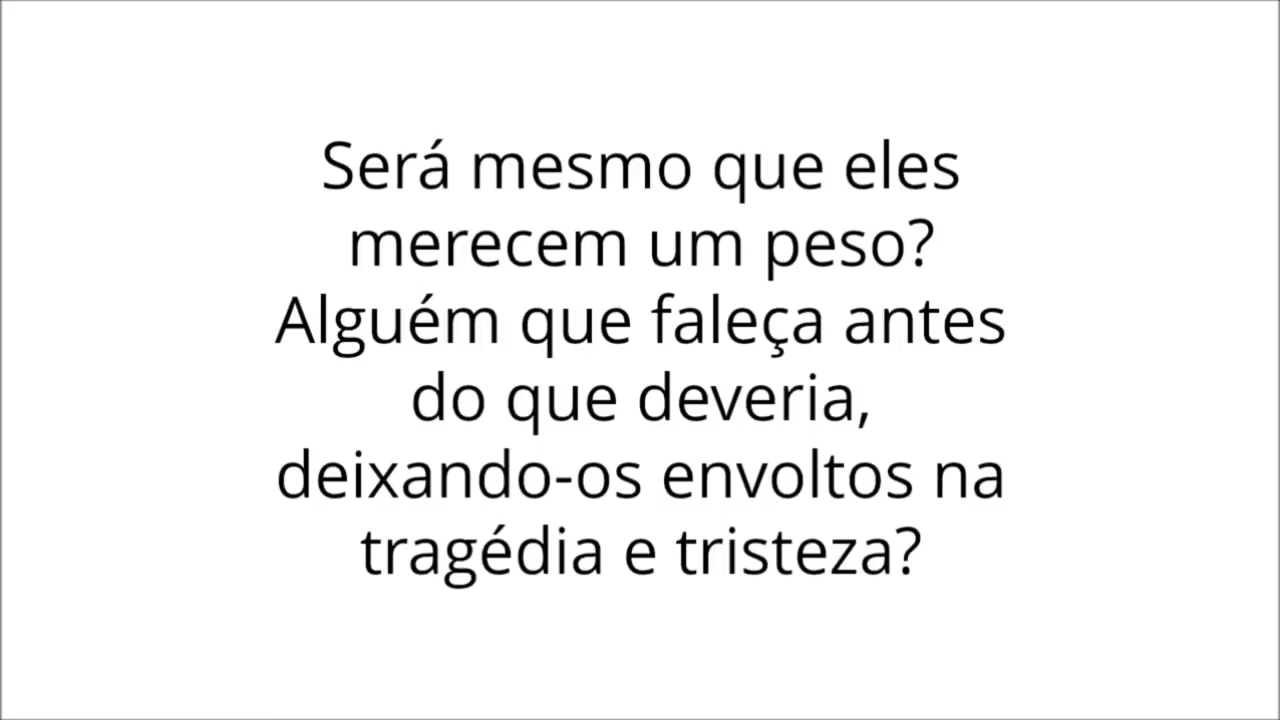 Será mesmo que eles
merecem um peso?
Alguém que faleça antes
do que deveria,
deixando-os envoltos na
tragédia e tristeza?